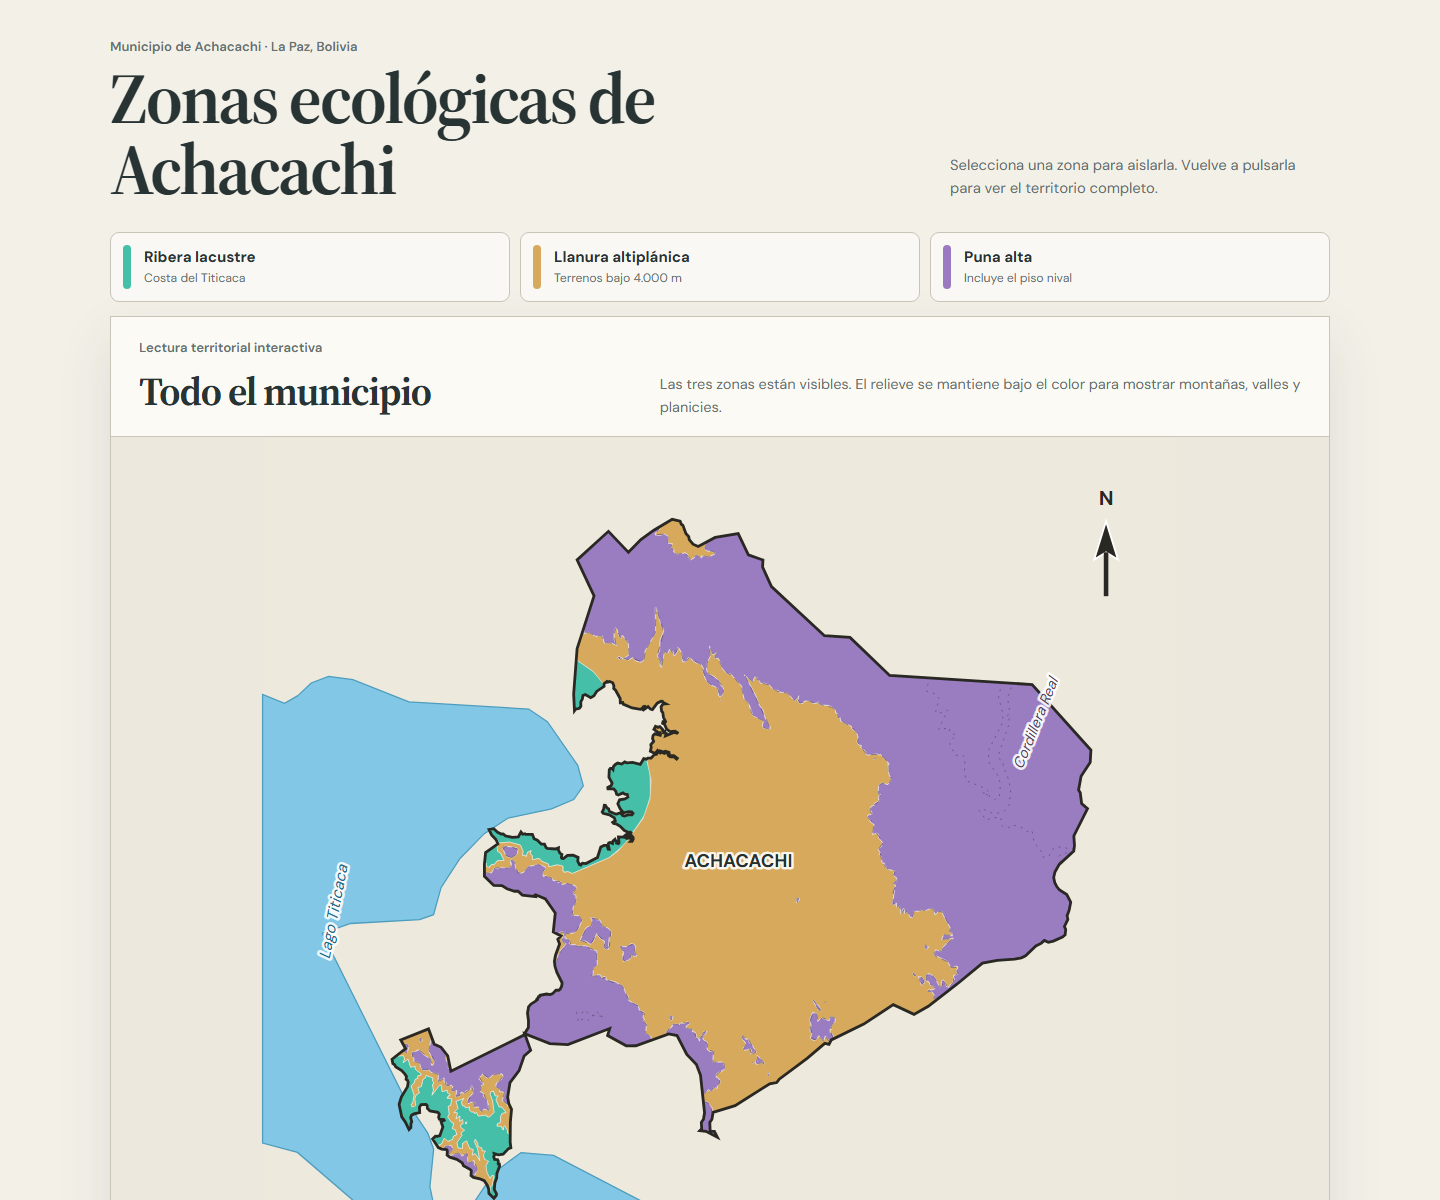 Municipio de Achacachi · La Paz, Bolivia
Zonas ecológicas de
Achacachi
Selecciona una zona para aislarla. Vuelve a pulsarla
para ver el territorio completo.
Ribera lacustre
Costa del Titicaca
Llanura altiplánica
Terrenos bajo 4.000 m
Puna alta
Incluye el piso nival
Lectura territorial interactiva
Todo el municipio
Las tres zonas están visibles. El relieve se mantiene bajo el color para mostrar montañas, valles y
planicies.
N
Cordillera Real
ACHACACHI
Lago Titicaca